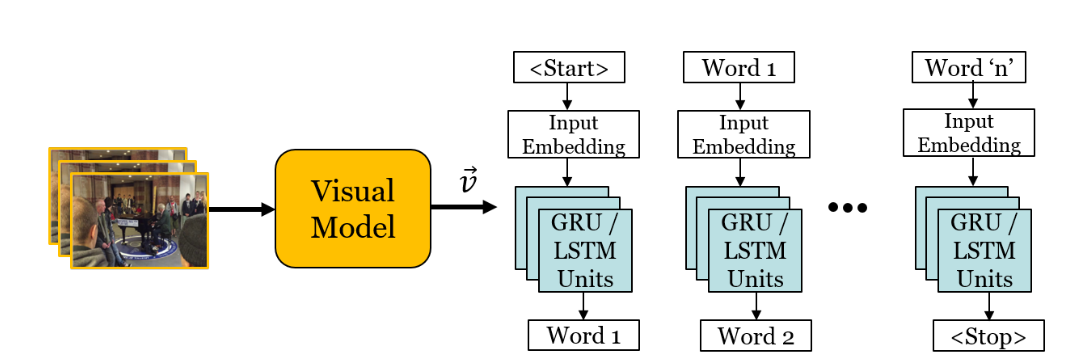 <Start>
Word 1
Word ‘n’
Input
Embedding
Input
Embedding
Input
Embedding
Visual
Model
v⃗
GRU /
LSTM
Units
GRU /
LSTM
Units
•••
GRU /
LSTM
Units
Word 1
Word 2
<Stop>